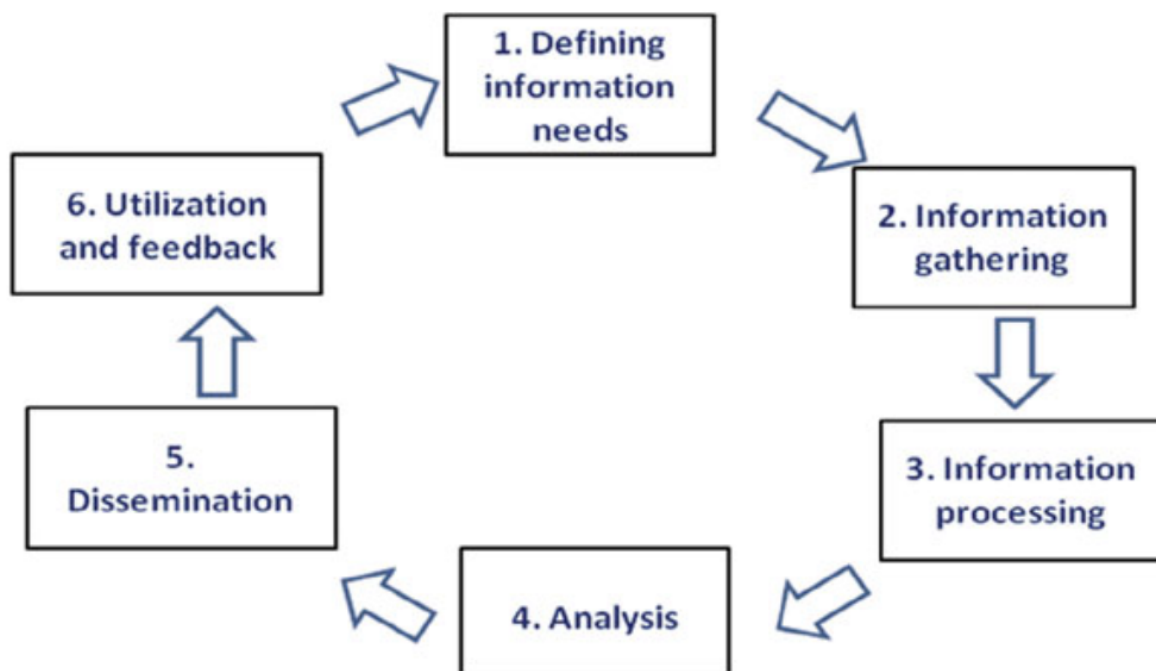 1. Defining
information
needs
2. Information
gathering
3. Information
processing
4. Analysis
5.
Dissemination
6. Utilization
and feedback